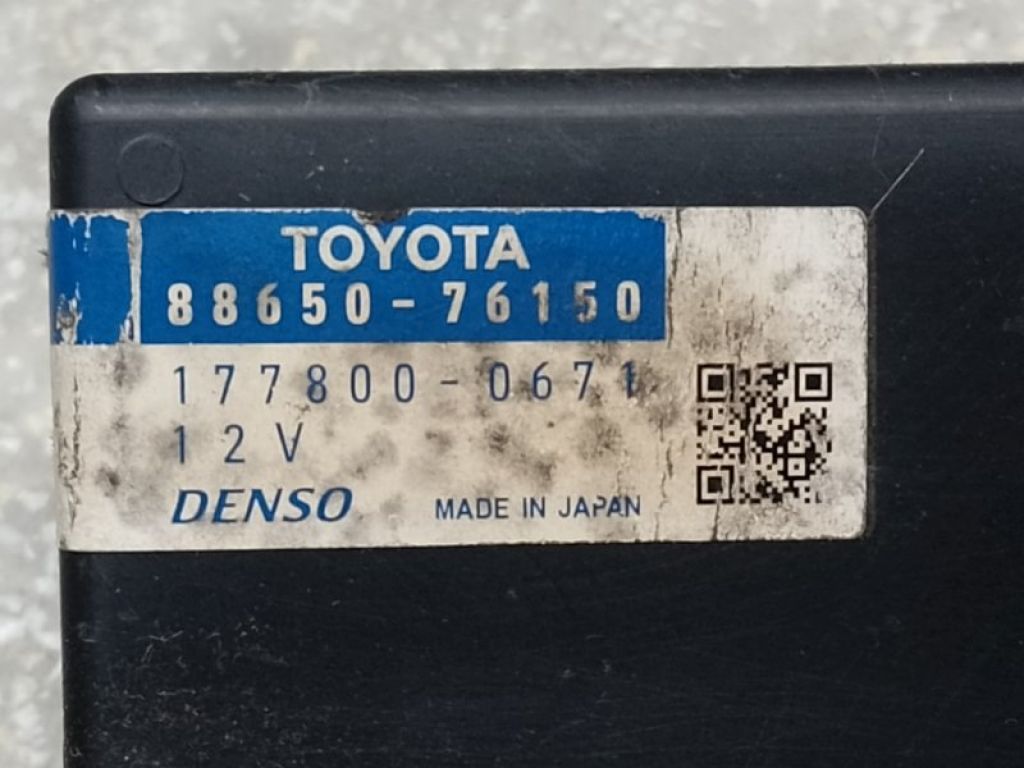 TOYOTA
88650-76150
177800-0671
12V
DENSO MADE IN JAPAN